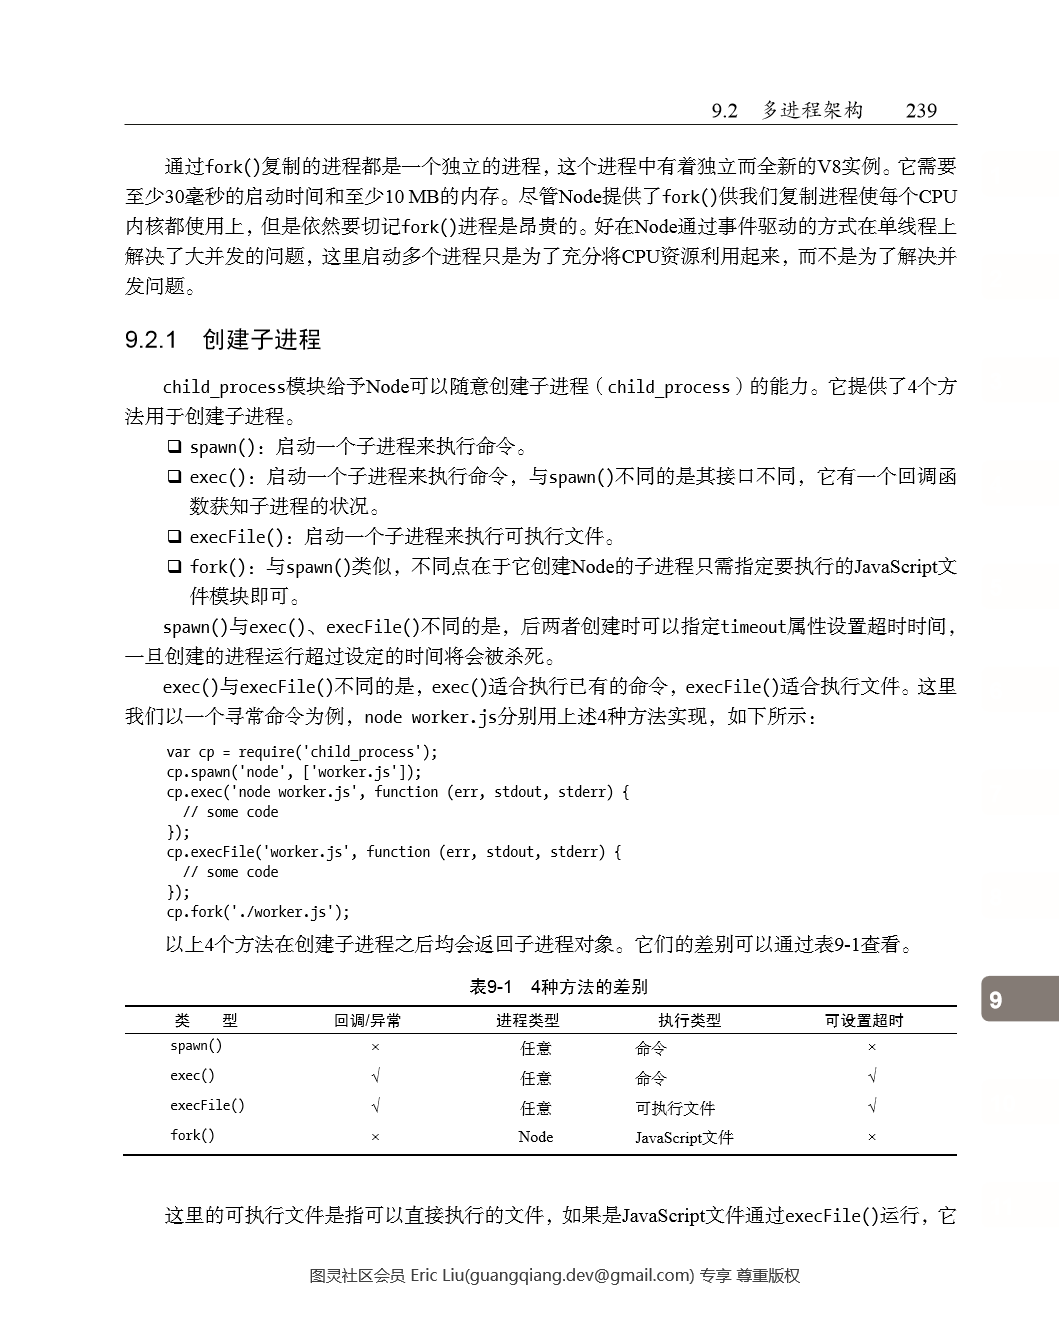 9.2 多进程架构 239
通过fork()复制的进程都是一个独立的进程，这个进程中有着独立而全新的V8实例。它需要
至少30毫秒的启动时间和至少10 MB的内存。尽管Node提供了fork()供我们复制进程使每个CPU
内核都使用上，但是依然要切记fork()进程是昂贵的。好在Node通过事件驱动的方式在单线程上
解决了大并发的问题，这里启动多个进程只是为了充分将CPU资源利用起来，而不是为了解决并
发问题。
9.2.1 创建子进程
child_process模块给予Node可以随意创建子进程（child_process）的能力。它提供了4个方
法用于创建子进程。
❑ spawn()：启动一个子进程来执行命令。
❑ exec()：启动一个子进程来执行命令，与spawn()不同的是其接口不同，它有一个回调函
数获知子进程的状况。
❑ execFile()：启动一个子进程来执行可执行文件。
❑ fork()：与spawn()类似，不同点在于它创建Node的子进程只需指定要执行的JavaScript文
件模块即可。
spawn()与exec()、execFile()不同的是，后两者创建时可以指定timeout属性设置超时时间，
一旦创建的进程运行超过设定的时间将会被杀死。
exec()与execFile()不同的是，exec()适合执行已有的命令，execFile()适合执行文件。这里
我们以一个寻常命令为例，node worker.js分别用上述4种方法实现，如下所示：
var cp = require('child_process');
cp.spawn('node', ['worker.js']);
cp.exec('node worker.js', function (err, stdout, stderr) {
  // some code
});
cp.execFile('worker.js', function (err, stdout, stderr) {
  // some code
});
cp.fork('./worker.js');
以上4个方法在创建子进程之后均会返回子进程对象。它们的差别可以通过表9-1查看。
表9-1 4种方法的差别
9
类 型 回调/异常 进程类型 执行类型 可设置超时
spawn() × 任意 命令 ×
exec() √ 任意 命令 √
execFile() √ 任意 可执行文件 √
fork() × Node JavaScript文件 ×
这里的可执行文件是指可以直接执行的文件，如果是JavaScript文件通过execFile()运行，它
图灵社区会员 Eric Liu(guangqiang.dev@gmail.com) 专享 尊重版权